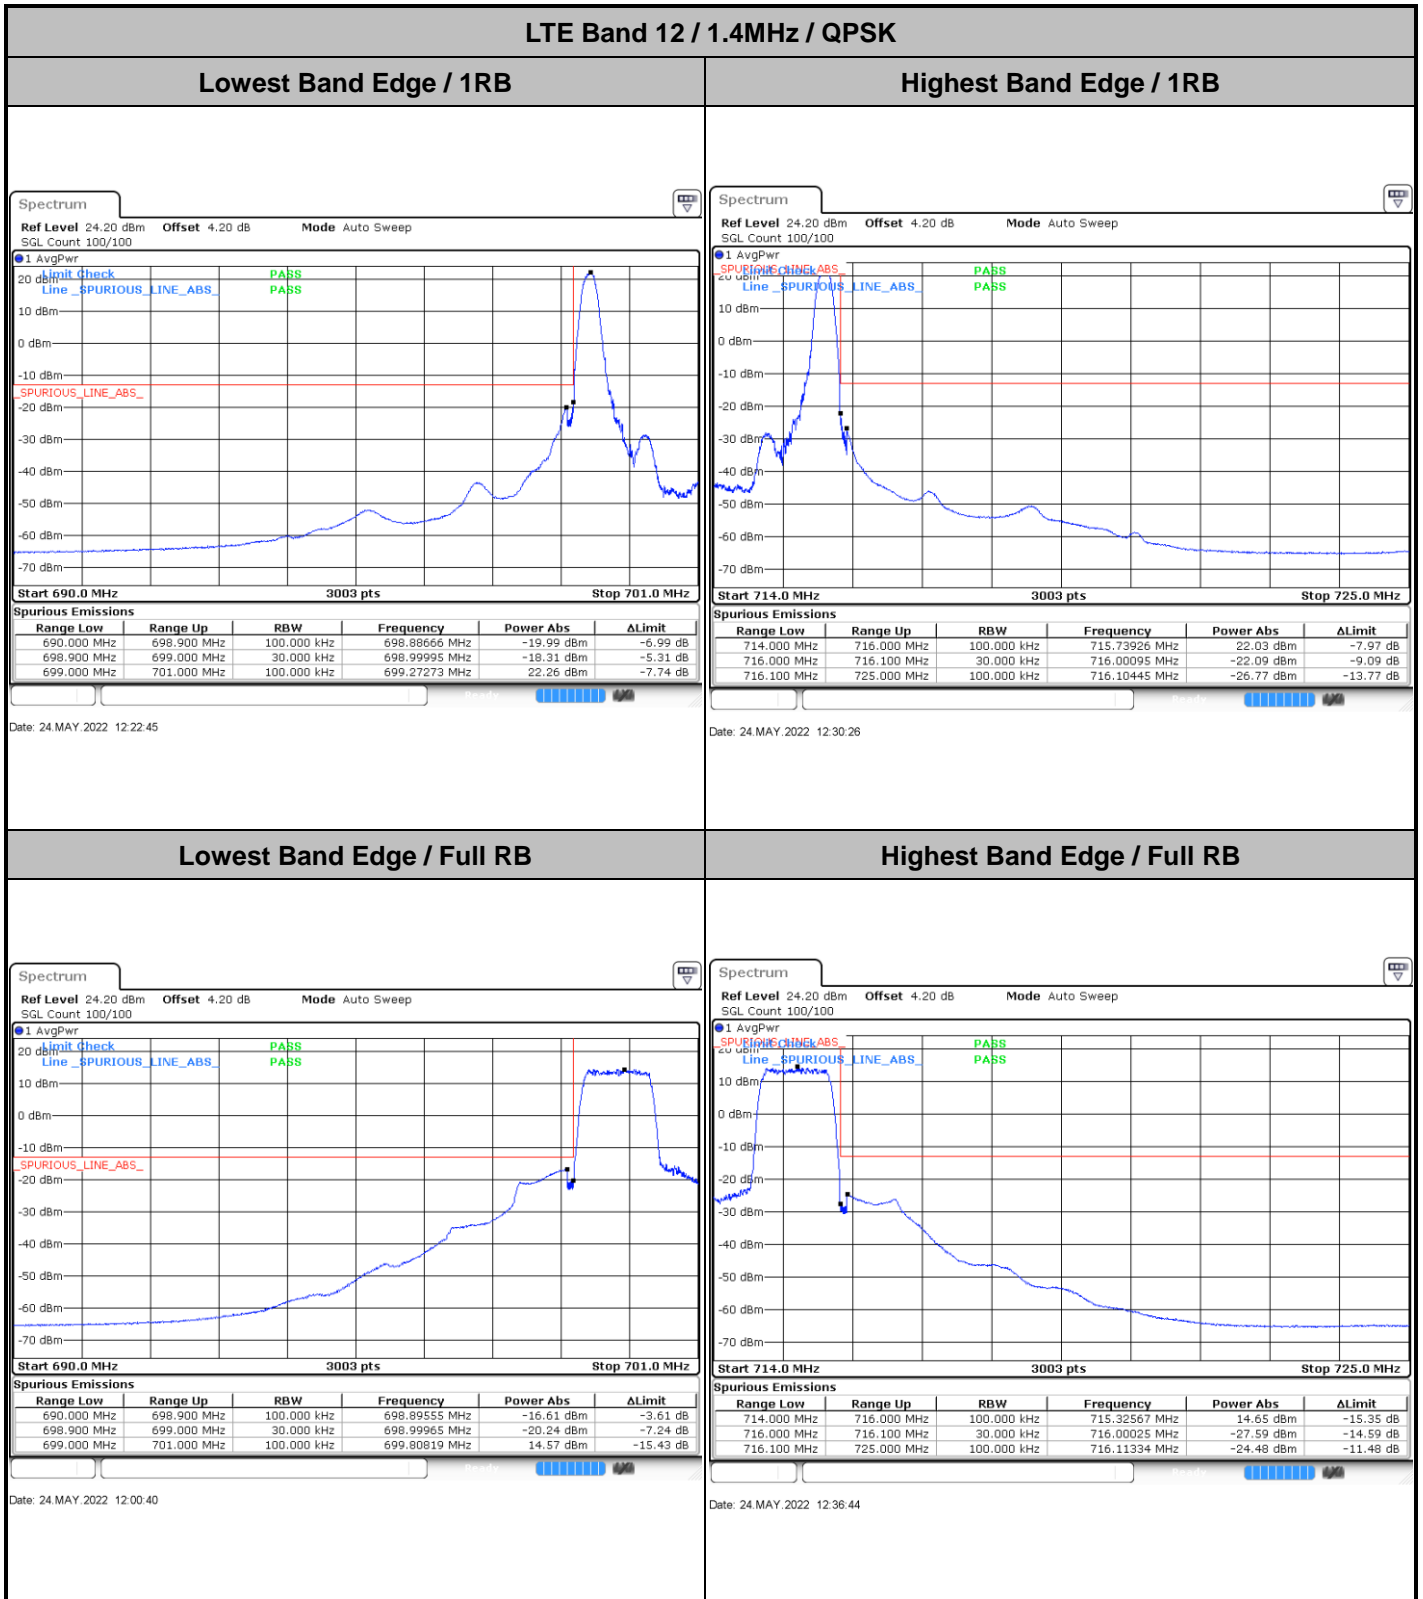 LTE Band 12 / 1.4MHz / QPSK
Lowest Band Edge / 1RB
Highest Band Edge / 1RB
Spectrum
Ref Level 24.20 dBm Offset 4.20 dB Mode Auto Sweep
SGL Count 100/100
1 AvgPwr
Limit Check PASS
20 dBm
Line _SPURIOUS_LINE_ABS_ PASS
10 dBm
0 dBm
-10 dBm
_SPURIOUS_LINE_ABS_
-20 dBm
-30 dBm
-40 dBm
-50 dBm
-60 dBm
-70 dBm
Start 690.0 MHz 3003 pts Stop 701.0 MHz
Spurious Emissions
Range Low Range Up RBW Frequency Power Abs ΔLimit
690.000 MHz 698.900 MHz 100.000 kHz 698.88666 MHz -19.99 dBm -6.99 dB
698.900 MHz 699.000 MHz 30.000 kHz 698.99995 MHz -18.31 dBm -5.31 dB
699.000 MHz 701.000 MHz 100.000 kHz 699.27273 MHz 22.26 dBm -7.74 dB
Ready
Date: 24.MAY.2022 12:22:45
Spectrum
Ref Level 24.20 dBm Offset 4.20 dB Mode Auto Sweep
SGL Count 100/100
1 AvgPwr
_SPURIOUS_LINE_ABS_
Limit Check PASS
20 dBm
Line _SPURIOUS_LINE_ABS_ PASS
10 dBm
0 dBm
-10 dBm
-20 dBm
-30 dBm
-40 dBm
-50 dBm
-60 dBm
-70 dBm
Start 714.0 MHz 3003 pts Stop 725.0 MHz
Spurious Emissions
Range Low Range Up RBW Frequency Power Abs ΔLimit
714.000 MHz 716.000 MHz 100.000 kHz 715.73926 MHz 22.03 dBm -7.97 dB
716.000 MHz 716.100 MHz 30.000 kHz 716.00095 MHz -22.09 dBm -9.09 dB
716.100 MHz 725.000 MHz 100.000 kHz 716.10445 MHz -26.77 dBm -13.77 dB
Ready
Date: 24.MAY.2022 12:30:26
Lowest Band Edge / Full RB
Highest Band Edge / Full RB
Spectrum
Ref Level 24.20 dBm Offset 4.20 dB Mode Auto Sweep
SGL Count 100/100
1 AvgPwr
Limit Check PASS
20 dBm
Line _SPURIOUS_LINE_ABS_ PASS
10 dBm
0 dBm
-10 dBm
_SPURIOUS_LINE_ABS_
-20 dBm
-30 dBm
-40 dBm
-50 dBm
-60 dBm
-70 dBm
Start 690.0 MHz 3003 pts Stop 701.0 MHz
Spurious Emissions
Range Low Range Up RBW Frequency Power Abs ΔLimit
690.000 MHz 698.900 MHz 100.000 kHz 698.89555 MHz -16.61 dBm -3.61 dB
698.900 MHz 699.000 MHz 30.000 kHz 698.99965 MHz -20.24 dBm -7.24 dB
699.000 MHz 701.000 MHz 100.000 kHz 699.80819 MHz 14.57 dBm -15.43 dB
Ready
Date: 24.MAY.2022 12:00:40
Spectrum
Ref Level 24.20 dBm Offset 4.20 dB Mode Auto Sweep
SGL Count 100/100
1 AvgPwr
_SPURIOUS_LINE_ABS_
Limit Check PASS
20 dBm
Line _SPURIOUS_LINE_ABS_ PASS
10 dBm
0 dBm
-10 dBm
-20 dBm
-30 dBm
-40 dBm
-50 dBm
-60 dBm
-70 dBm
Start 714.0 MHz 3003 pts Stop 725.0 MHz
Spurious Emissions
Range Low Range Up RBW Frequency Power Abs ΔLimit
714.000 MHz 716.000 MHz 100.000 kHz 715.32567 MHz 14.65 dBm -15.35 dB
716.000 MHz 716.100 MHz 30.000 kHz 716.00025 MHz -27.59 dBm -14.59 dB
716.100 MHz 725.000 MHz 100.000 kHz 716.11334 MHz -24.48 dBm -11.48 dB
Ready
Date: 24.MAY.2022 12:36:44